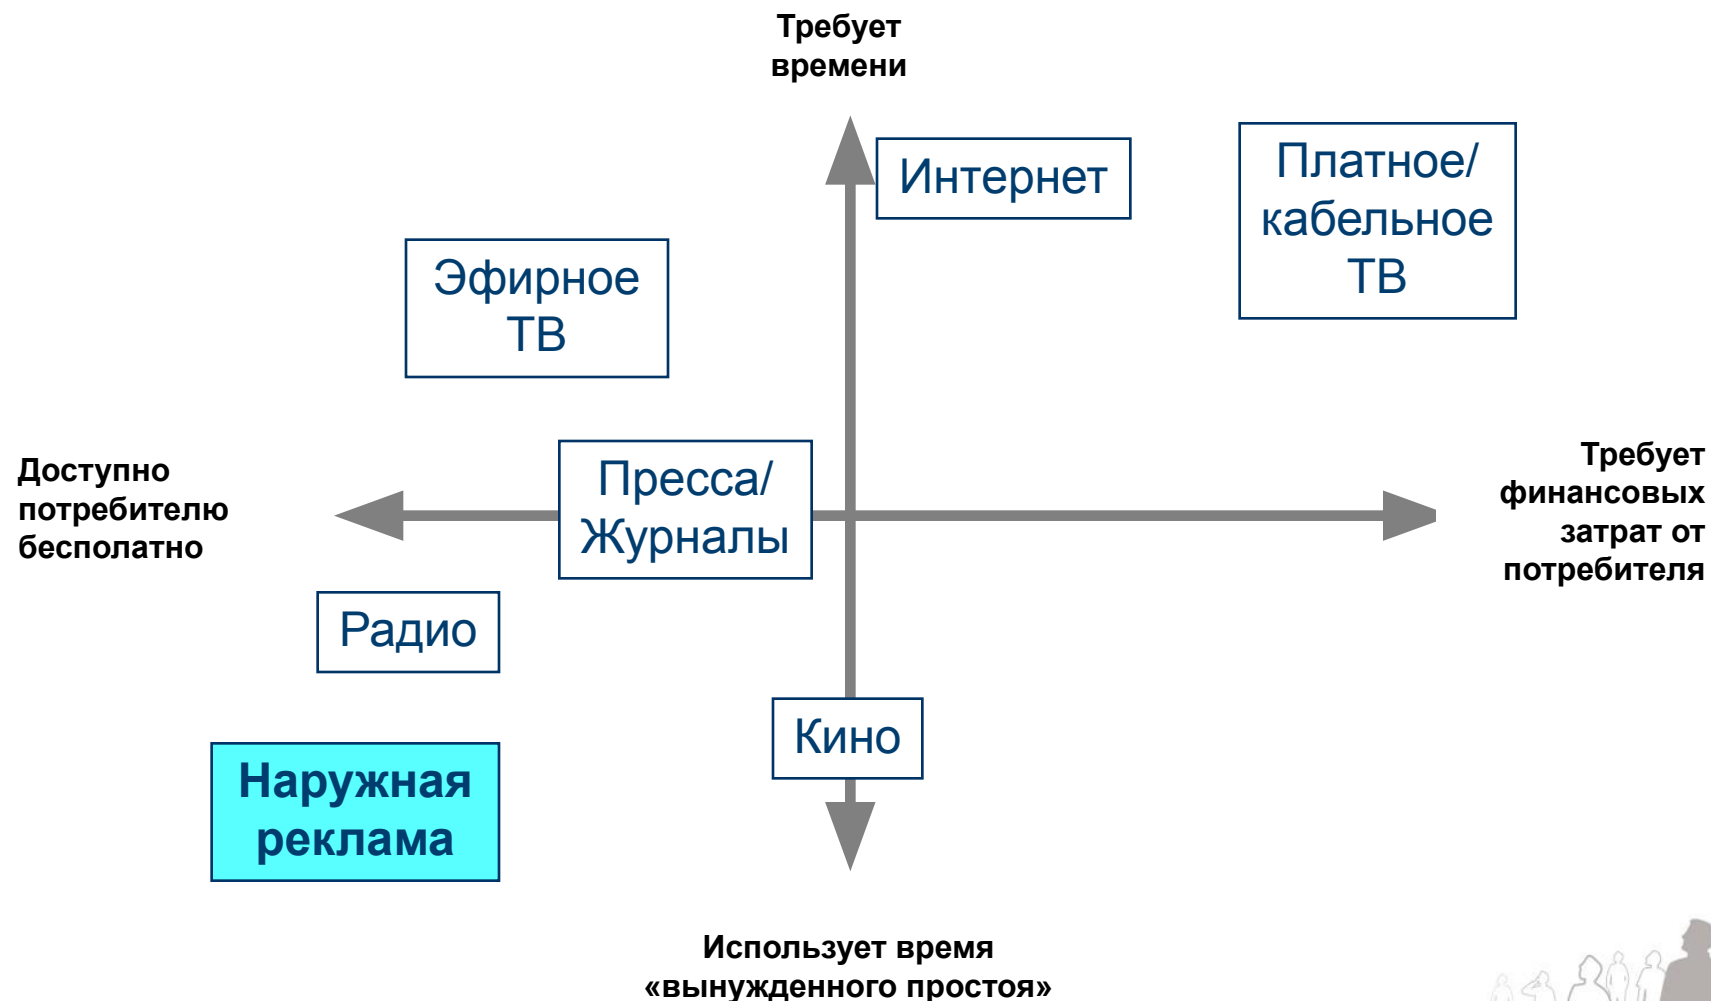 Требует
времени
Интернет
Платное/
кабельное
ТВ
Эфирное
ТВ
Доступно
потребителю
бесполатно
Пресса/
Журналы
Требует
финансовых
затрат от
потребителя
Радио
Кино
Наружная
реклама
Использует время
«вынужденного простоя»